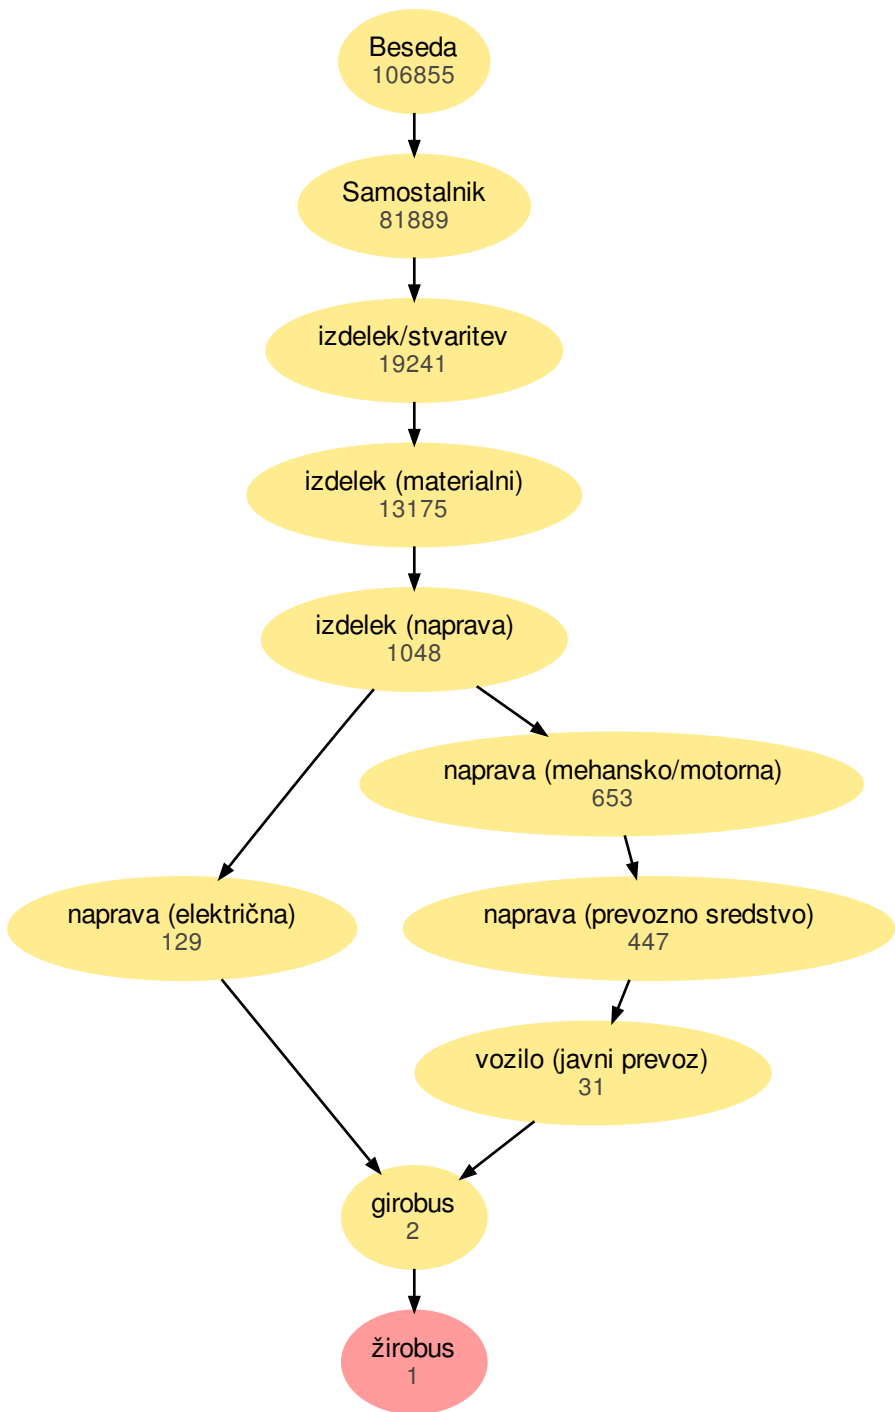 Beseda
106855
Samostalnik
81889
izdelek/stvaritev
19241
izdelek (materialni)
13175
izdelek (naprava)
1048
naprava (mehansko/motorna)
653
naprava (električna)
129
naprava (prevozno sredstvo)
447
vozilo (javni prevoz)
31
girobus
2
žirobus
1